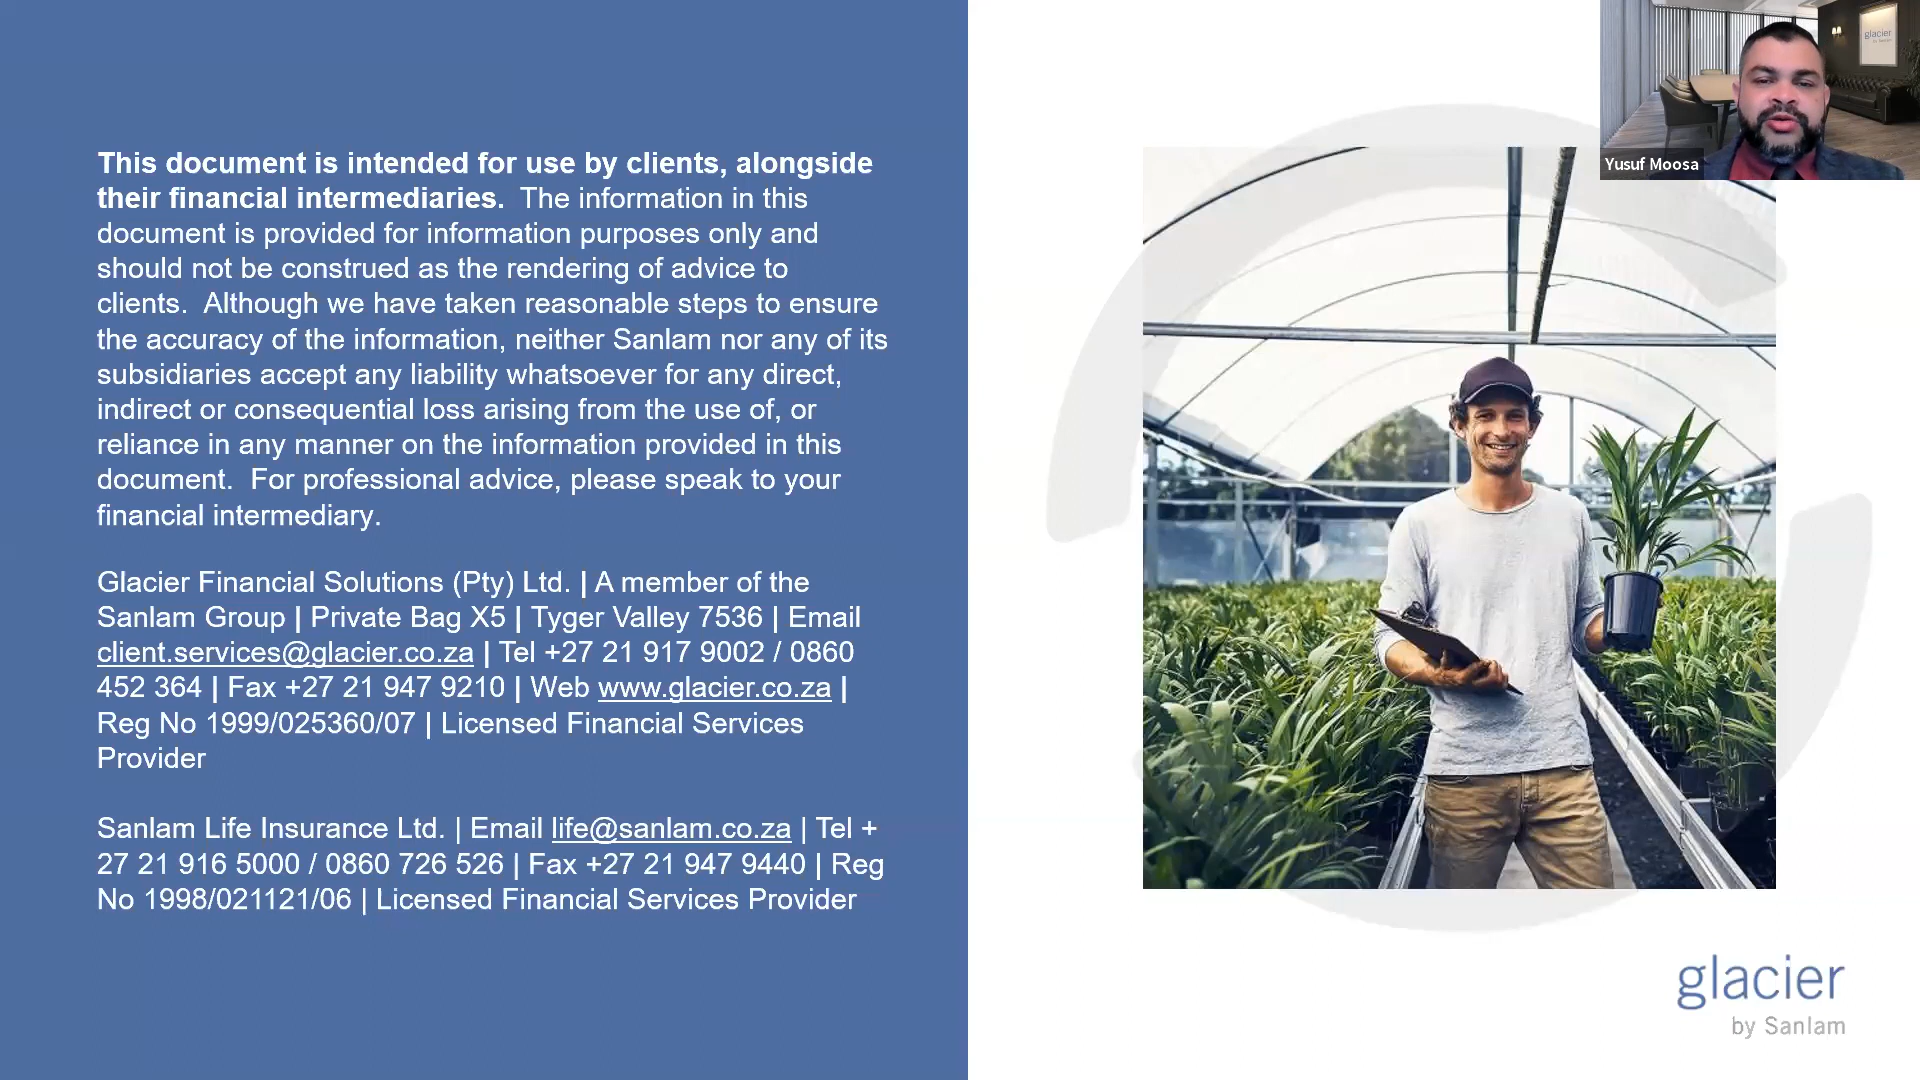 This document is intended for use by clients, alongside
their financial intermediaries.  The information in this
document is provided for information purposes only and
should not be construed as the rendering of advice to
clients.  Although we have taken reasonable steps to ensure
the accuracy of the information, neither Sanlam nor any of its
subsidiaries accept any liability whatsoever for any direct,
indirect or consequential loss arising from the use of, or
reliance in any manner on the information provided in this
document.  For professional advice, please speak to your
financial intermediary.
Glacier Financial Solutions (Pty) Ltd. | A member of the
Sanlam Group | Private Bag X5 | Tyger Valley 7536 | Email
client.services@glacier.co.za | Tel +27 21 917 9002 / 0860
452 364 | Fax +27 21 947 9210 | Web www.glacier.co.za |
Reg No 1999/025360/07 | Licensed Financial Services
Provider
Sanlam Life Insurance Ltd. | Email life@sanlam.co.za | Tel +
27 21 916 5000 / 0860 726 526 | Fax +27 21 947 9440 | Reg
No 1998/021121/06 | Licensed Financial Services Provider
glacier
Yusuf Moosa
glacier
by Sanlam